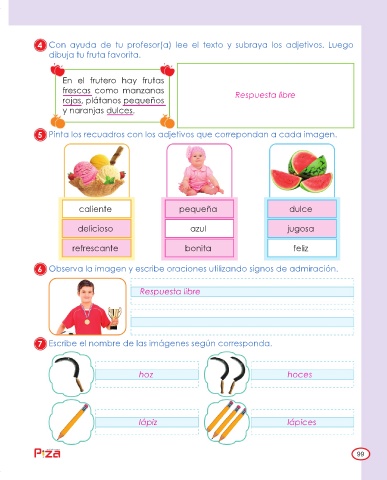 4 Con ayuda de tu profesor(a) lee el texto y subraya los adjetivos. Luego
dibuja tu fruta favorita.
En el frutero hay frutas
frescas como manzanas
rojas, plátanos pequeños
y naranjas dulces.
Respuesta libre
5 Pinta los recuadros con los adjetivos que correpondan a cada imagen.
caliente pequeña dulce
delicioso azul jugosa
refrescante bonita feliz
6 Observa la imagen y escribe oraciones utilizando signos de admiración.
Respuesta libre
7 Escribe el nombre de las imágenes según corresponda.
hoz hoces
lápiz lápices
Piza
99